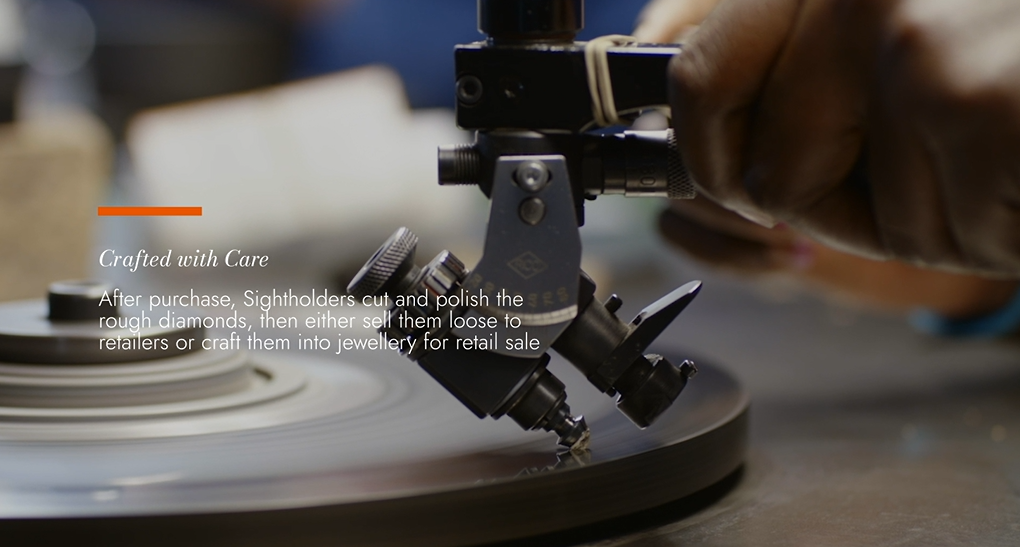 Crafted with Care
After purchase, Sightholders cut and polish the
rough diamonds, then either sell them loose to
retailers or craft them into jewellery for retail sale